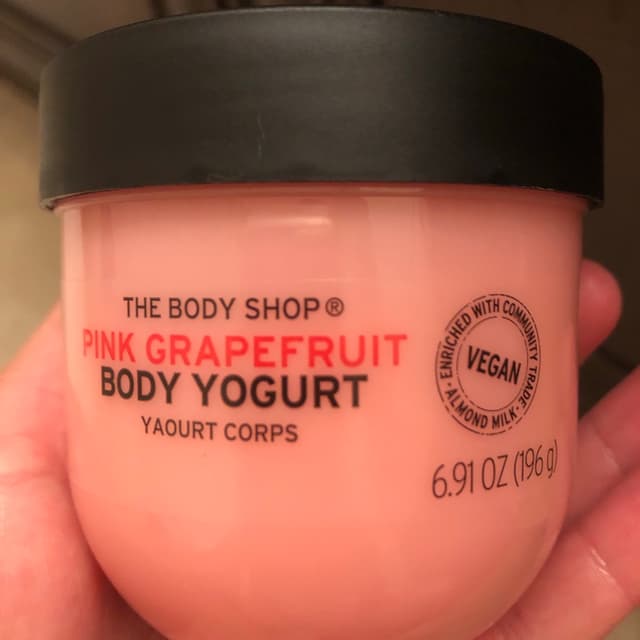 THE BODY SHOP®
PINK GRAPEFRUIT
BODY YOGURT
YAOURT CORPS
ENRICHED WITH COMMUNITY TRADE
VEGAN
· ALMOND MILK ·
6.91 OZ (196 g)